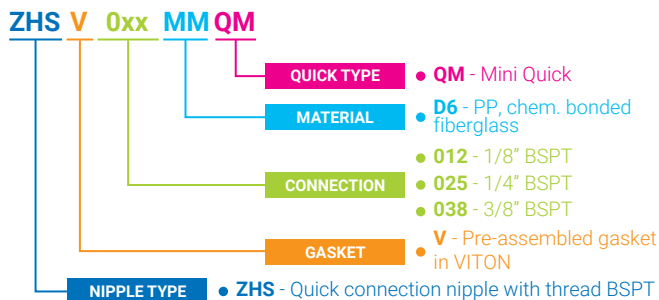 ZHS V 0xx MM QM
QUICK TYPE • QM - Mini Quick
MATERIAL • D6 - PP, chem. bonded
fiberglass
• 012 - 1/8” BSPT
CONNECTION • 025 - 1/4” BSPT
• 038 - 3/8” BSPT
GASKET • V - Pre-assembled gasket
in VITON
NIPPLE TYPE • ZHS - Quick connection nipple with thread BSPT